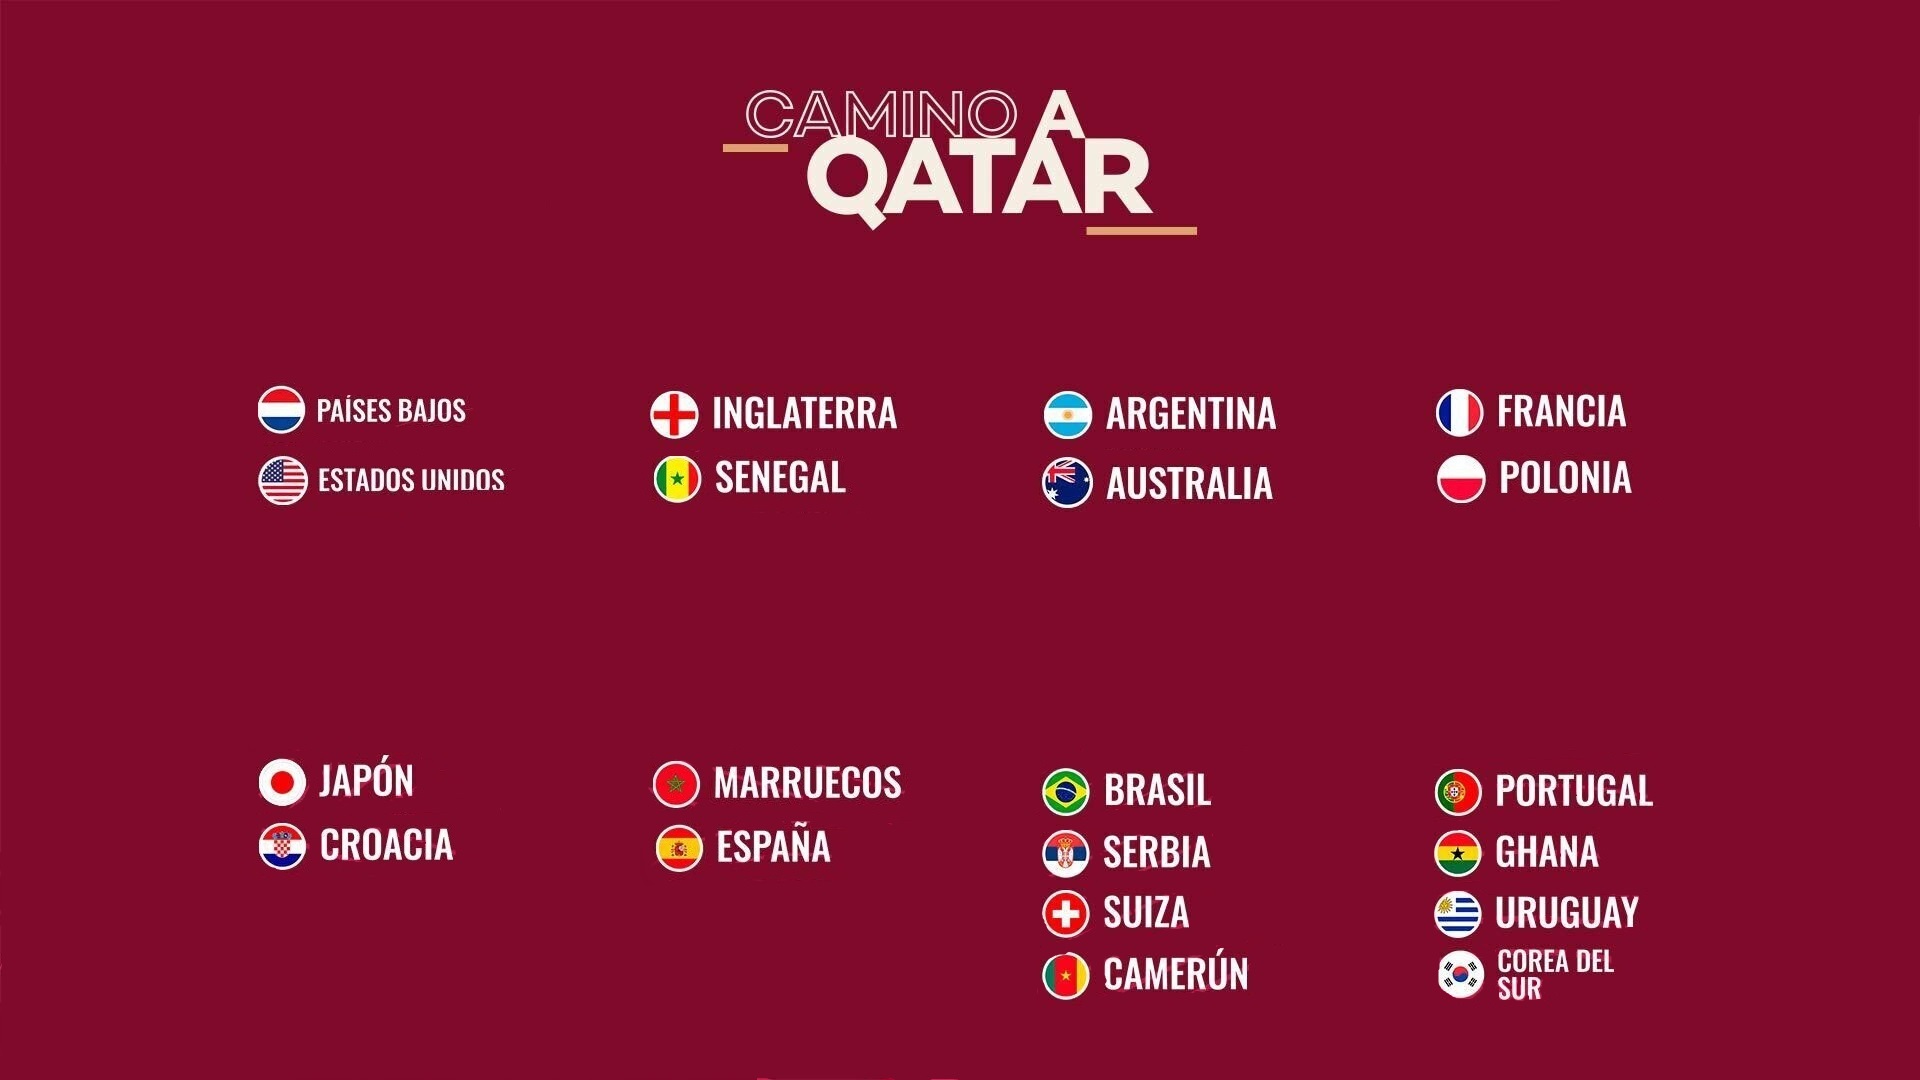 CAMINO A
QATAR
PAÍSES BAJOS
ESTADOS UNIDOS
INGLATERRA
SENEGAL
ARGENTINA
AUSTRALIA
FRANCIA
POLONIA
JAPÓN
CROACIA
MARRUECOS
ESPAÑA
BRASIL
SERBIA
SUIZA
CAMERÚN
PORTUGAL
GHANA
URUGUAY
COREA DEL
SUR